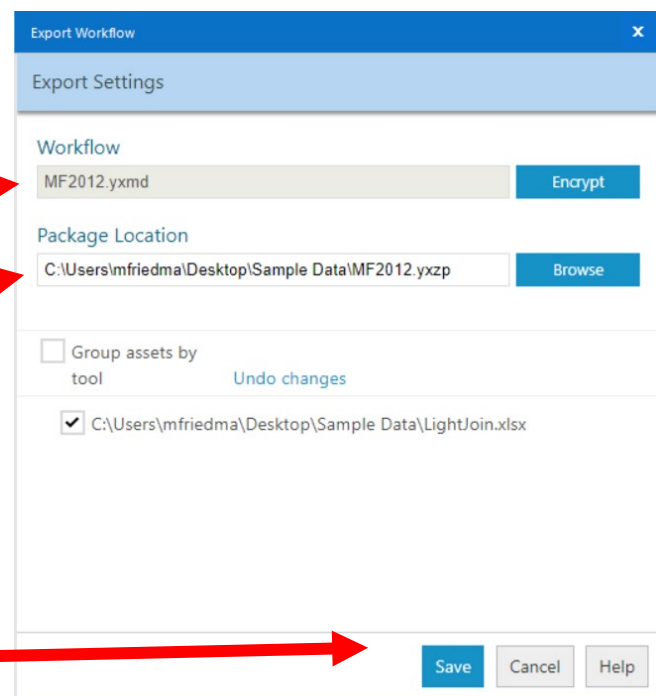 Export Workflow x
Export Settings
Workflow
MF2012.yxmd Encrypt
Package Location
C:\Users\mfriedma\Desktop\Sample Data\MF2012.yxzp Browse
Group assets by
tool Undo changes
C:\Users\mfriedma\Desktop\Sample Data\LightJoin.xlsx
Save Cancel Help